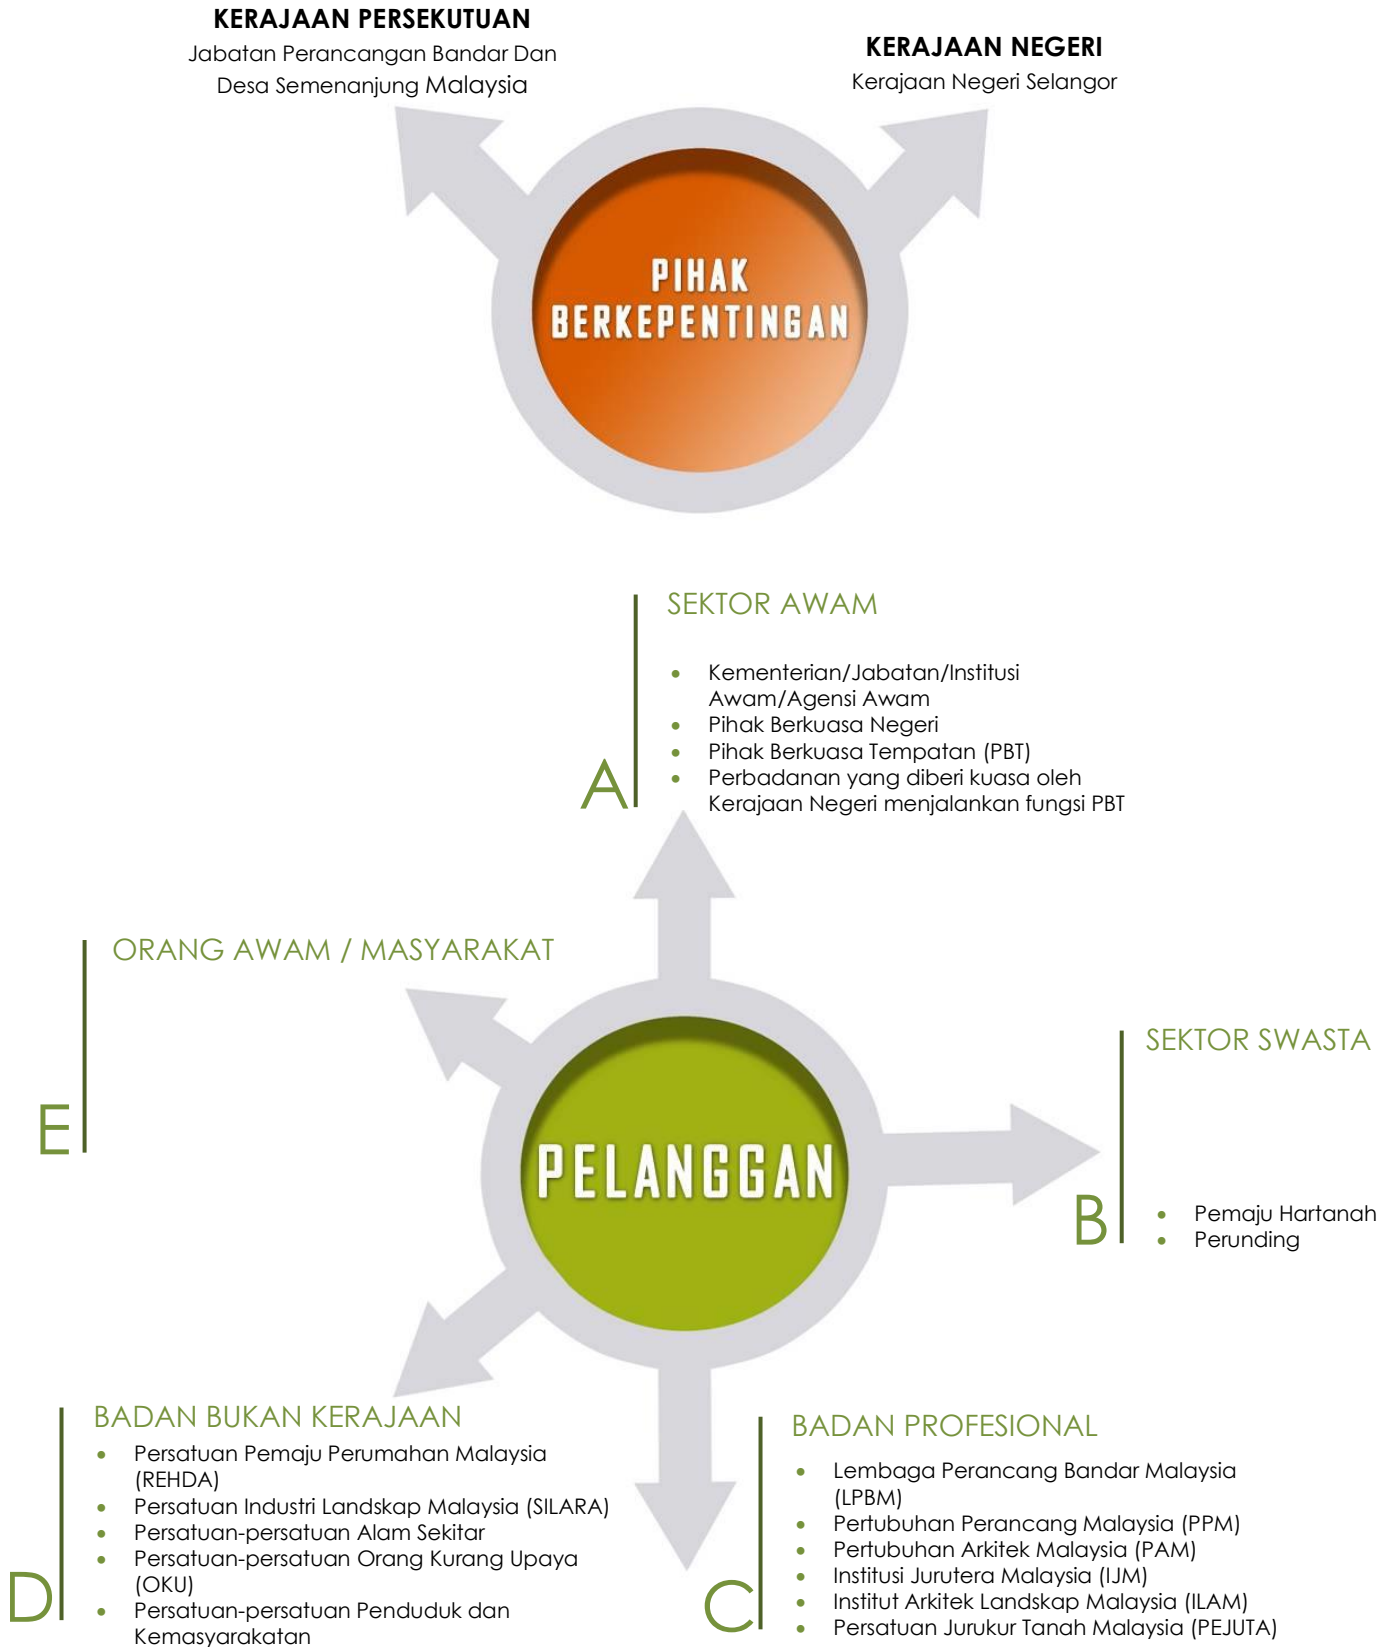 KERAJAAN PERSEKUTUAN
Jabatan Perancangan Bandar Dan
Desa Semenanjung Malaysia
KERAJAAN NEGERI
Kerajaan Negeri Selangor
PIHAK
BERKEPENTINGAN
SEKTOR AWAM
• Kementerian/Jabatan/Institusi
Awam/Agensi Awam
• Pihak Berkuasa Negeri
• Pihak Berkuasa Tempatan (PBT)
• Perbadanan yang diberi kuasa oleh
Kerajaan Negeri menjalankan fungsi PBT
A
ORANG AWAM / MASYARAKAT
E
PELANGGAN
SEKTOR SWASTA
• Pemaju Hartanah
• Perunding
B
BADAN BUKAN KERAJAAN
• Persatuan Pemaju Perumahan Malaysia
(REHDA)
• Persatuan Industri Landskap Malaysia (SILARA)
• Persatuan-persatuan Alam Sekitar
• Persatuan-persatuan Orang Kurang Upaya
(OKU)
• Persatuan-persatuan Penduduk dan
Kemasyarakatan
D
BADAN PROFESIONAL
• Lembaga Perancang Bandar Malaysia
(LPBM)
• Pertubuhan Perancang Malaysia (PPM)
• Pertubuhan Arkitek Malaysia (PAM)
• Institusi Jurutera Malaysia (IJM)
• Institut Arkitek Landskap Malaysia (ILAM)
• Persatuan Jurukur Tanah Malaysia (PEJUTA)
C